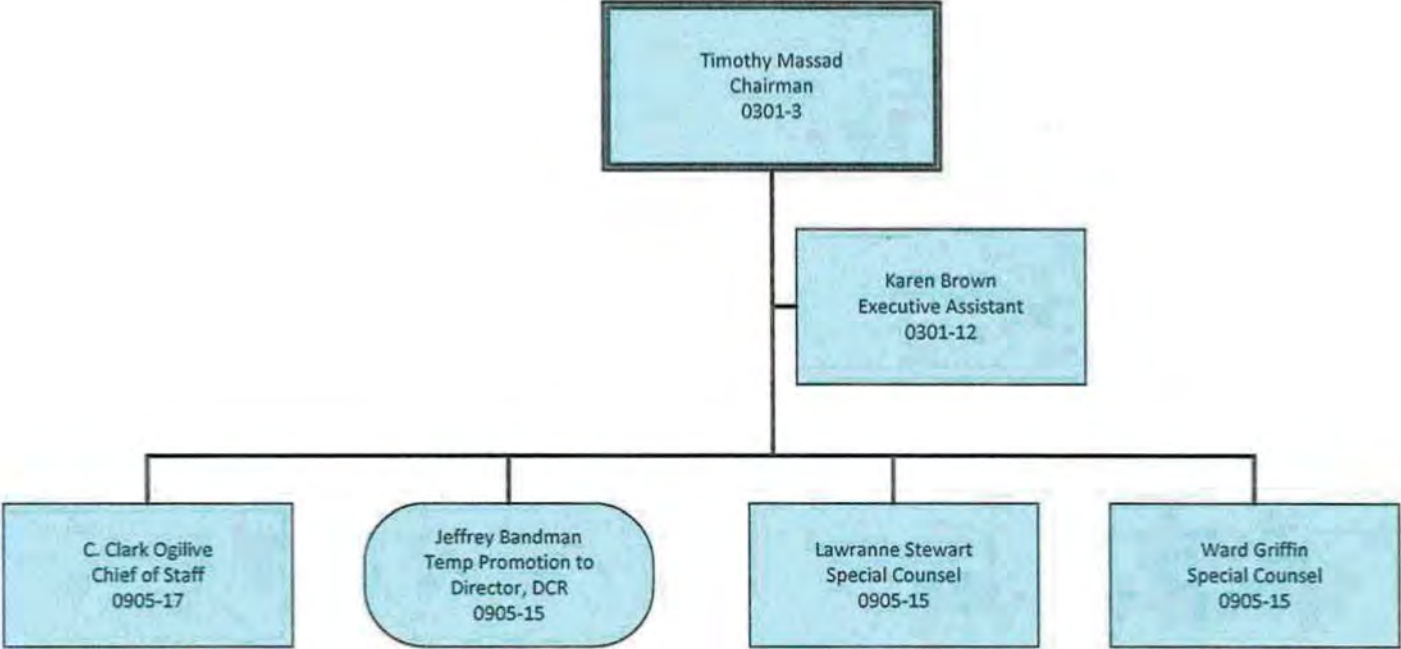 Timothy Massad
Chairman
0301-3
Karen Brown
Executive Assistant
0301-12
C. Clark Ogilive
Chief of Staff
0905-17
Jeffrey Bandman
Temp Promotion to
Director, DCR
0905-15
Lawranne Stewart
Special Counsel
0905-15
Ward Griffin
Special Counsel
0905-15